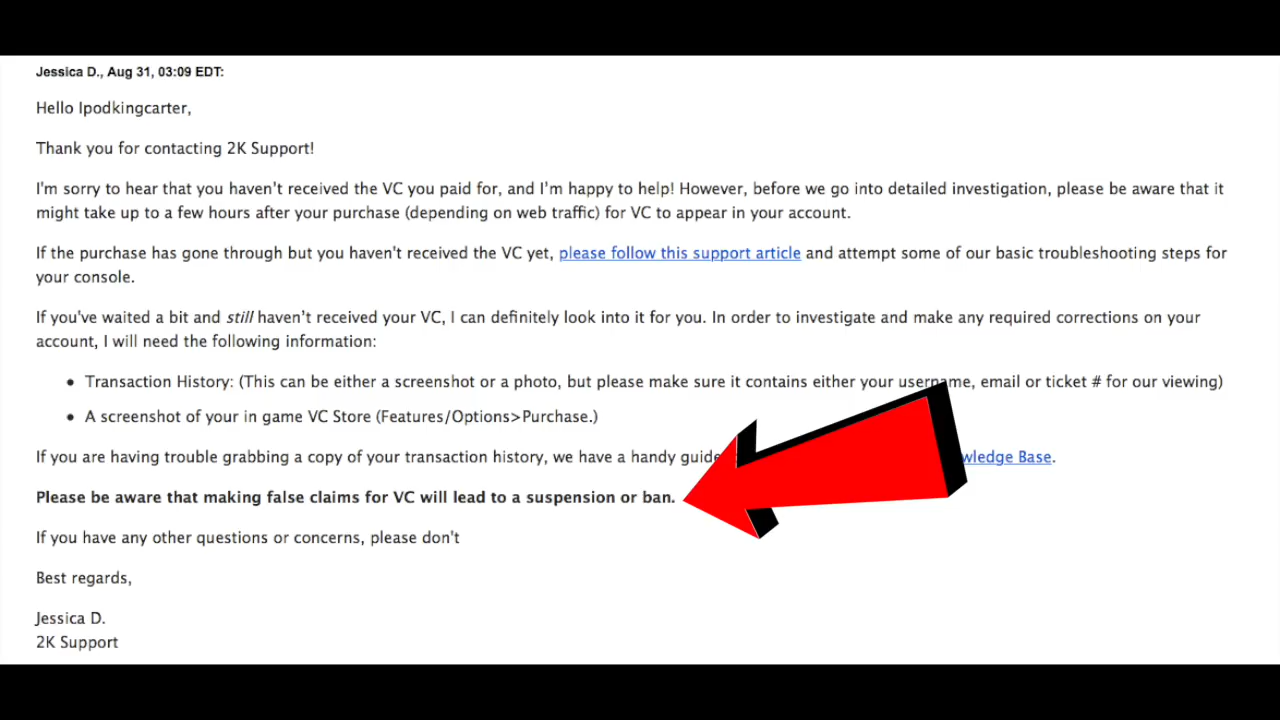 Jessica D., Aug 31, 03:09 EDT:
Hello Ipodkingcarter,
Thank you for contacting 2K Support!
I'm sorry to hear that you haven't received the VC you paid for, and I'm happy to help! However, before we go into detailed investigation, please be aware that it
might take up to a few hours after your purchase (depending on web traffic) for VC to appear in your account.
If the purchase has gone through but you haven't received the VC yet, please follow this support article and attempt some of our basic troubleshooting steps for
your console.
If you've waited a bit and still haven't received your VC, I can definitely look into it for you. In order to investigate and make any required corrections on your
account, I will need the following information:
• Transaction History: (This can be either a screenshot or a photo, but please make sure it contains either your username, email or ticket # for our viewing)
• A screenshot of your in game VC Store (Features/Options>Purchase.)
If you are having trouble grabbing a copy of your transaction history, we have a handy guide wledge Base.
Please be aware that making false claims for VC will lead to a suspension or ban.
If you have any other questions or concerns, please don't
Best regards,
Jessica D.
2K Support